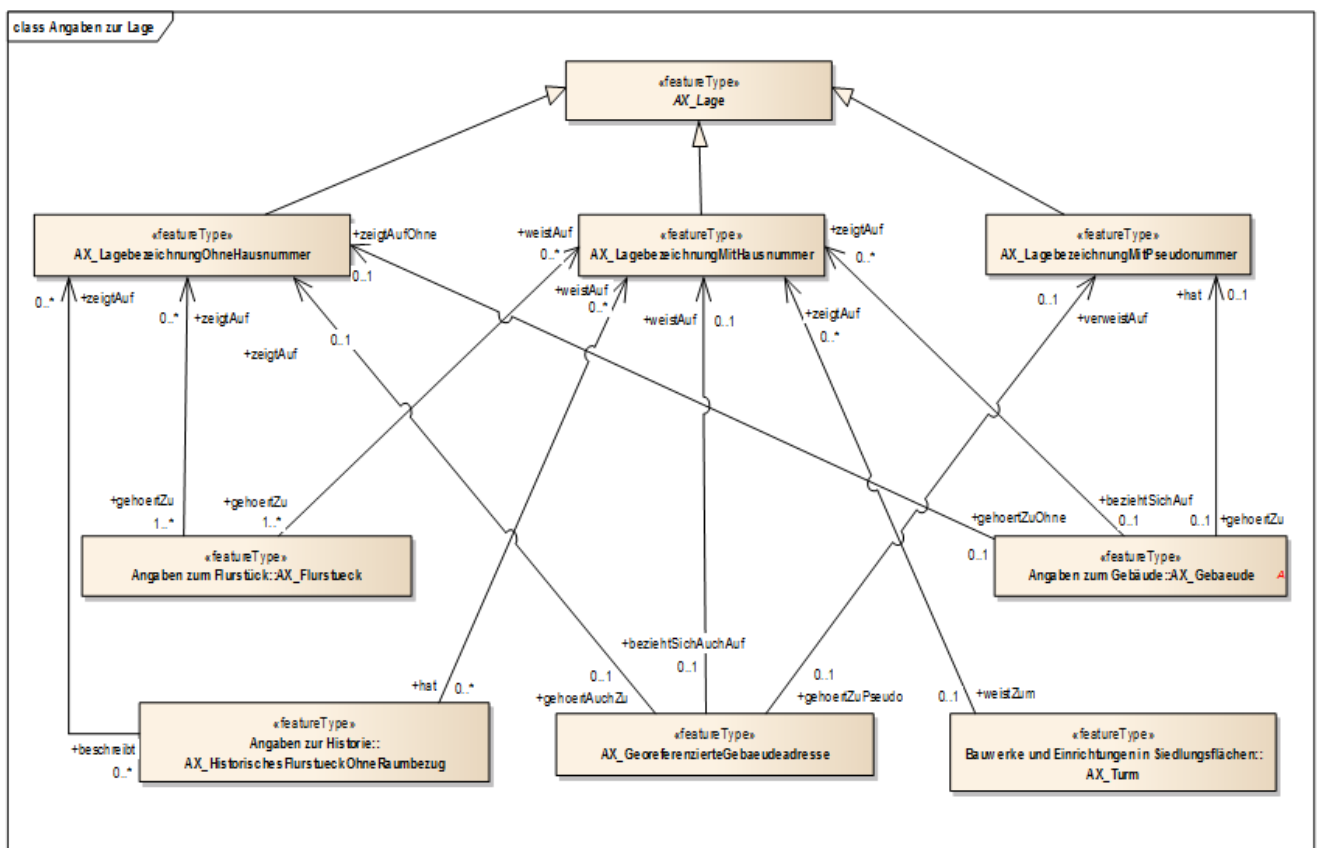 class Angaben zur Lage
«featureType»
AX_Lage
«featureType»
AX_LagebezeichnungOhneHausnummer
«featureType»
AX_LagebezeichnungMitHausnummer
«featureType»
AX_LagebezeichnungMitPseudonummer
+zeigtAufOhne
0..1
+weistAuf
0..*
+zeigtAuf
0..*
0..*
+zeigtAuf
0..*
+zeigtAuf
+zeigtAuf
0..1
+weistAuf
0..*
+weistAuf
0..1
+zeigtAuf
0..*
0..1
+verweistAuf
+hat
0..1
+gehoertZu
1..*
+gehoertZu
1..*
+gehoertZuOhne
0..1
+beziehtSichAuf
0..1
0..1
+gehoertZu
«featureType»
Angaben zum Flurstück::AX_Flurstueck
«featureType»
Angaben zum Gebäude::AX_Gebaeude
A
+hat
0..*
0..1
+gehoertAuchZu
+beziehtSichAuchAuf
0..1
0..1
+gehoertZuPseudo
0..1
+weistZum
+beschreibt
0..*
«featureType»
Angaben zur Historie::
AX_HistorischesFlurstueckOhneRaumbezug
«featureType»
AX_GeoreferenzierteGebaeudeadresse
«featureType»
Bauwerke und Einrichtungen in Siedlungsflächen::
AX_Turm